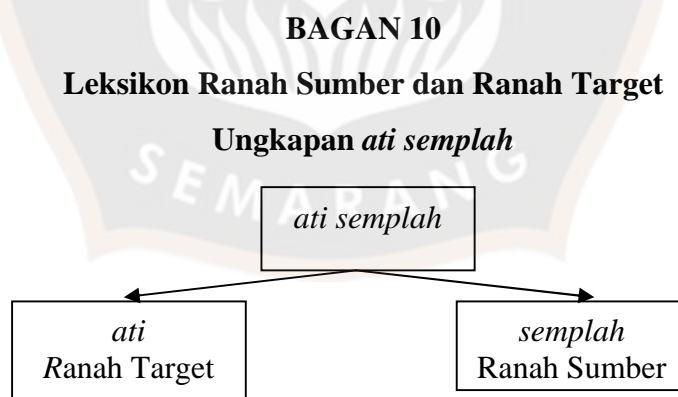 BAGAN 10
Leksikon Ranah Sumber dan Ranah Target
Ungkapan ati semplah
SEMARANG
ati semplah
ati
Ranah Target
semplah
Ranah Sumber